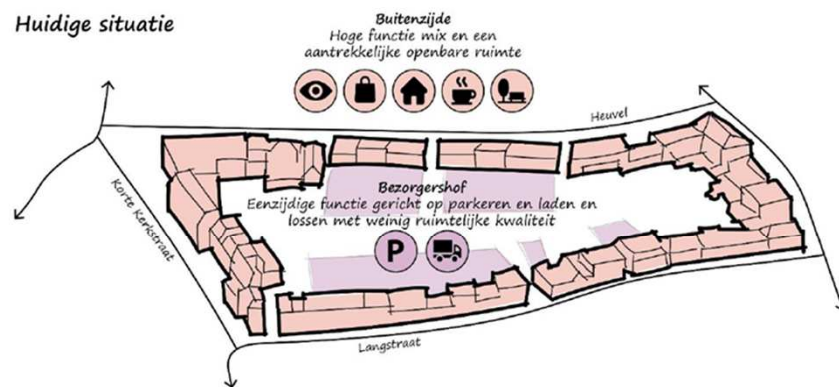 Huidige situatie
Buitenzijde
Hoge functie mix en een
aantrekkelijke openbare ruimte
Heuvel
Korte Kerkstraat
Bezorgershof
Eenzijdige functie gericht op parkeren en laden en
lossen met weinig ruimtelijke kwaliteit
P
Langstraat